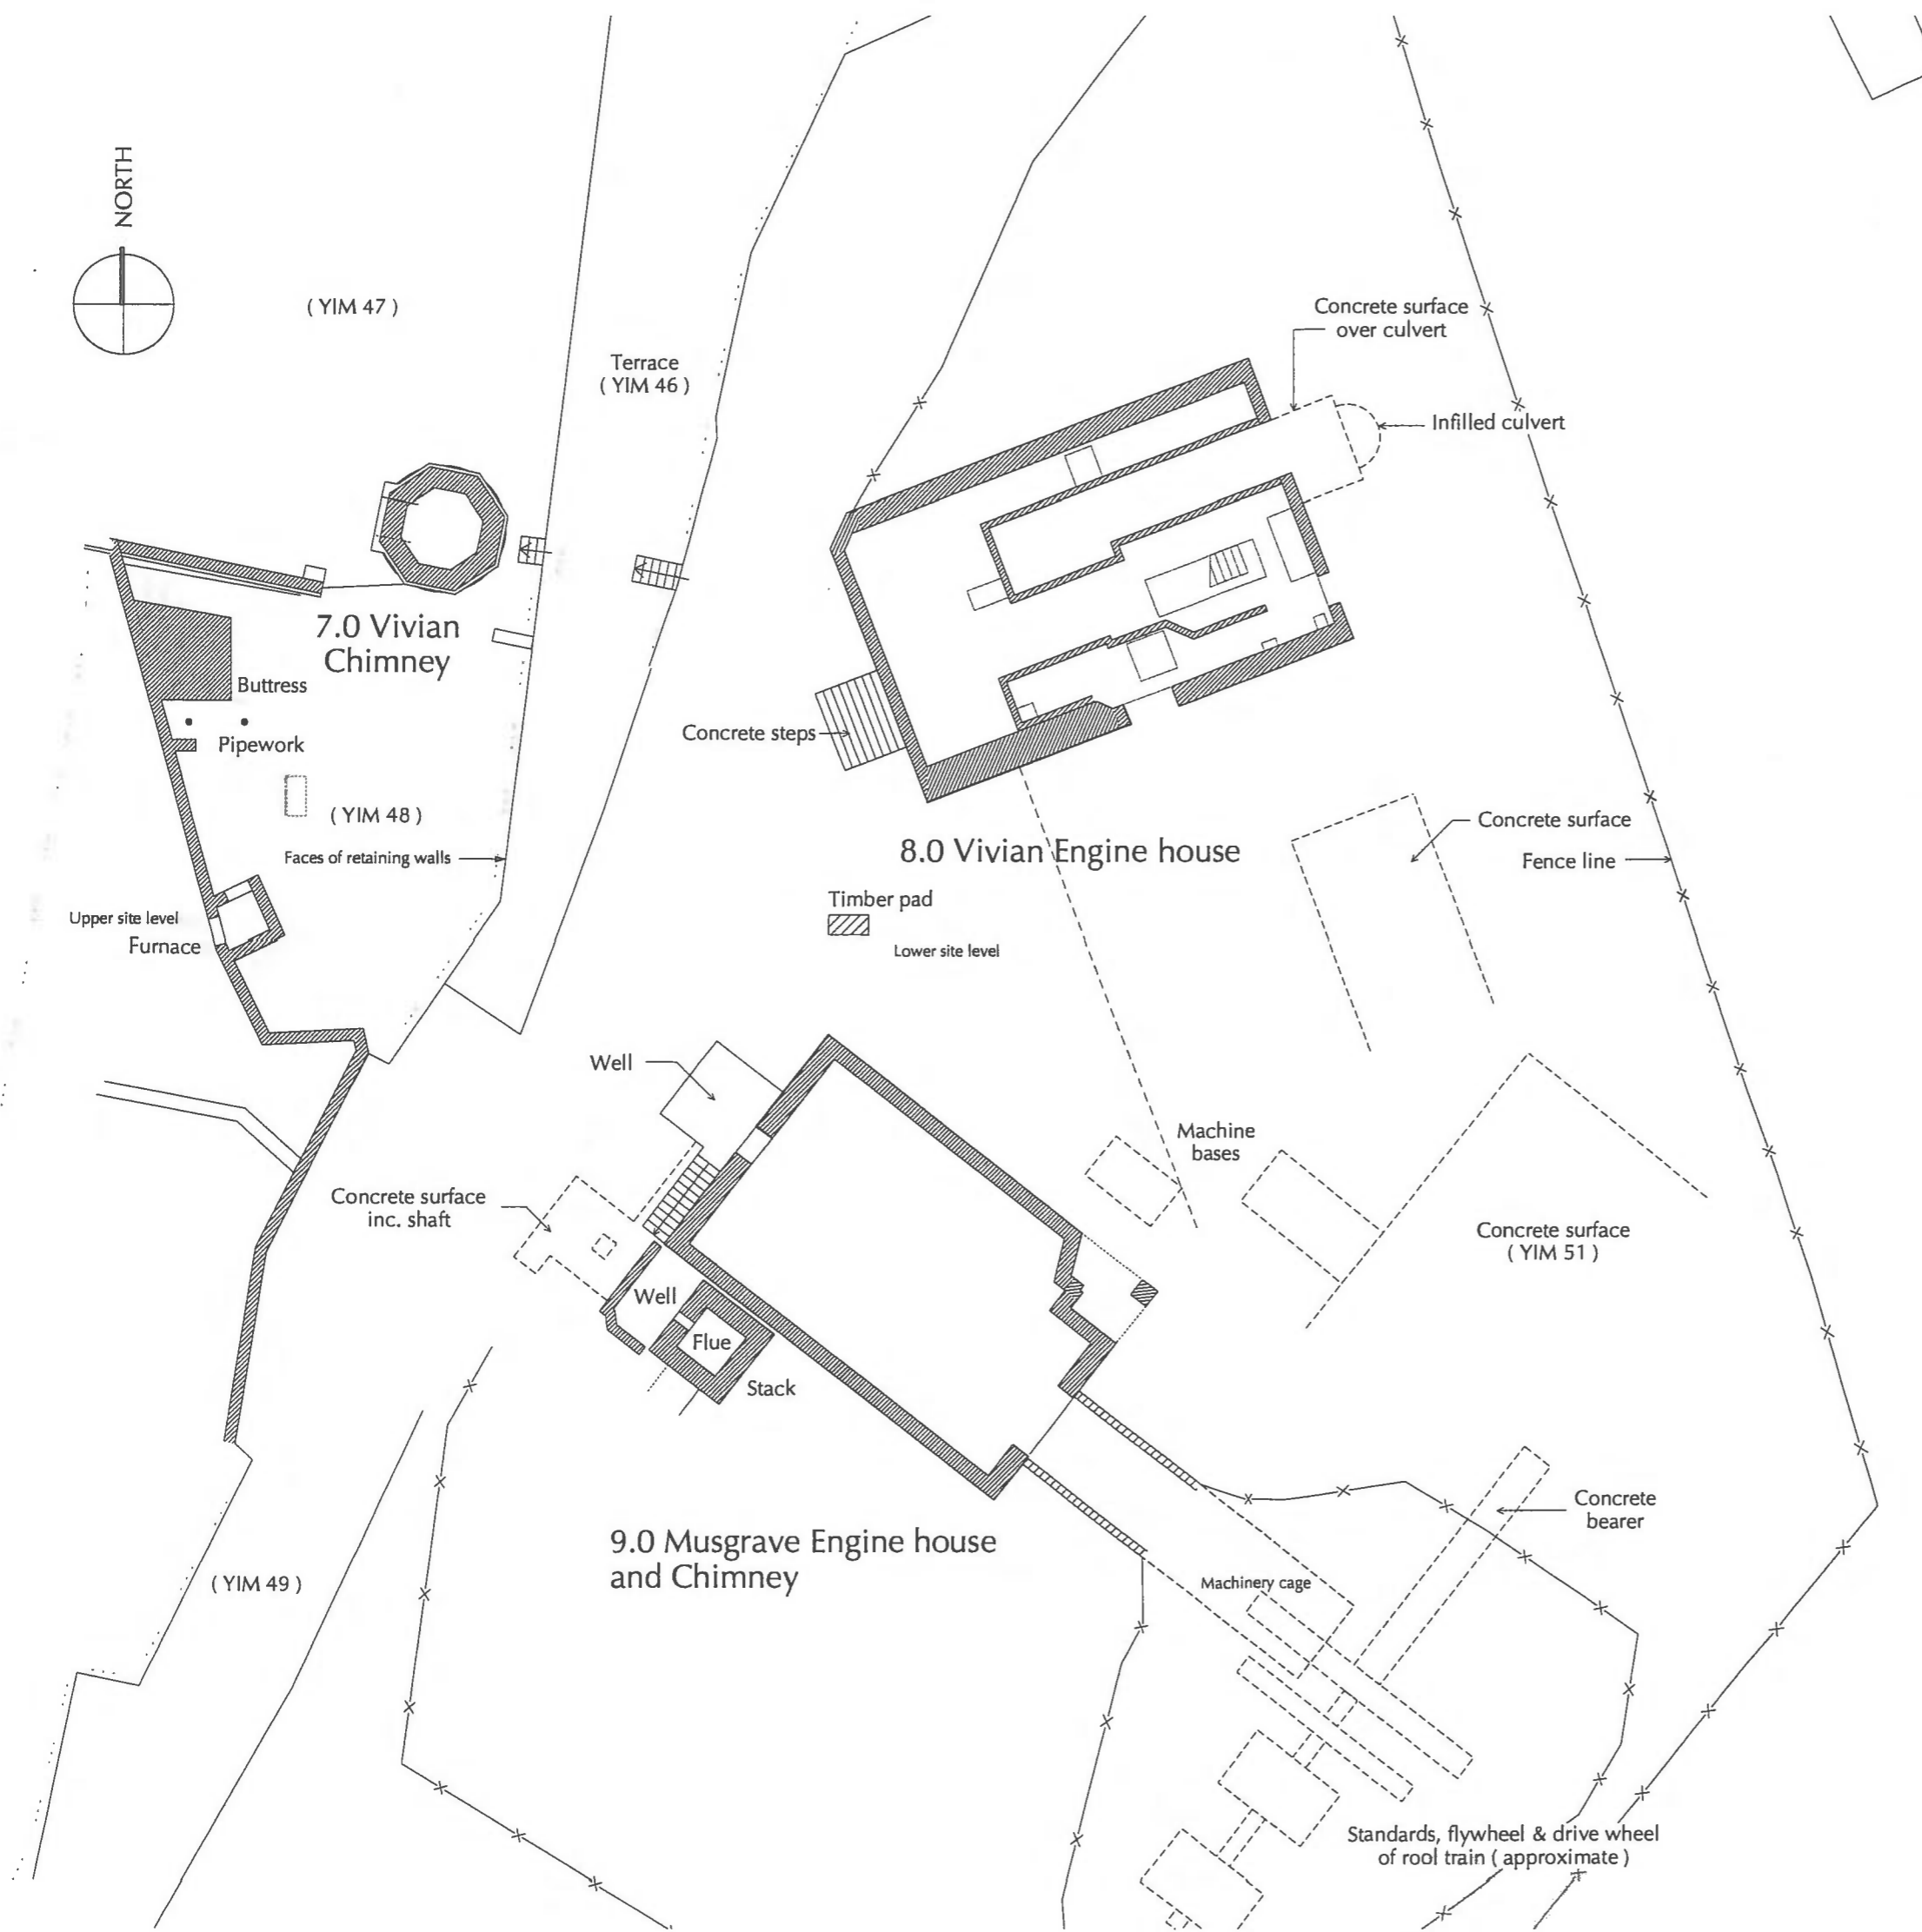 NORTH
( YIM 47 )
Terrace
( YIM 46 )
Concrete surface
over culvert
Infilled culvert
7.0 Vivian
Chimney
Buttress
Pipework
( YIM 48 )
Faces of retaining walls
Upper site level
Furnace
Concrete steps
8.0 Vivian Engine house
Timber pad
Lower site level
Concrete surface
Fence line
Well
Machine
bases
Concrete surface
inc. shaft
Concrete surface
( YIM 51 )
Well
Flue
Stack
9.0 Musgrave Engine house
and Chimney
( YIM 49 )
Concrete
bearer
Machinery cage
Standards, flywheel & drive wheel
of rool train ( approximate )